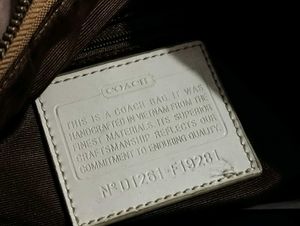 COACH
THIS IS A COACH BAG. IT WAS
HANDCRAFTED IN VIETNAM FROM THE
FINEST MATERIALS. ITS SUPERIOR
CRAFTSMANSHIP REFLECTS OUR
COMMITMENT TO ENDURING QUALITY.
Nº D1281-F19281